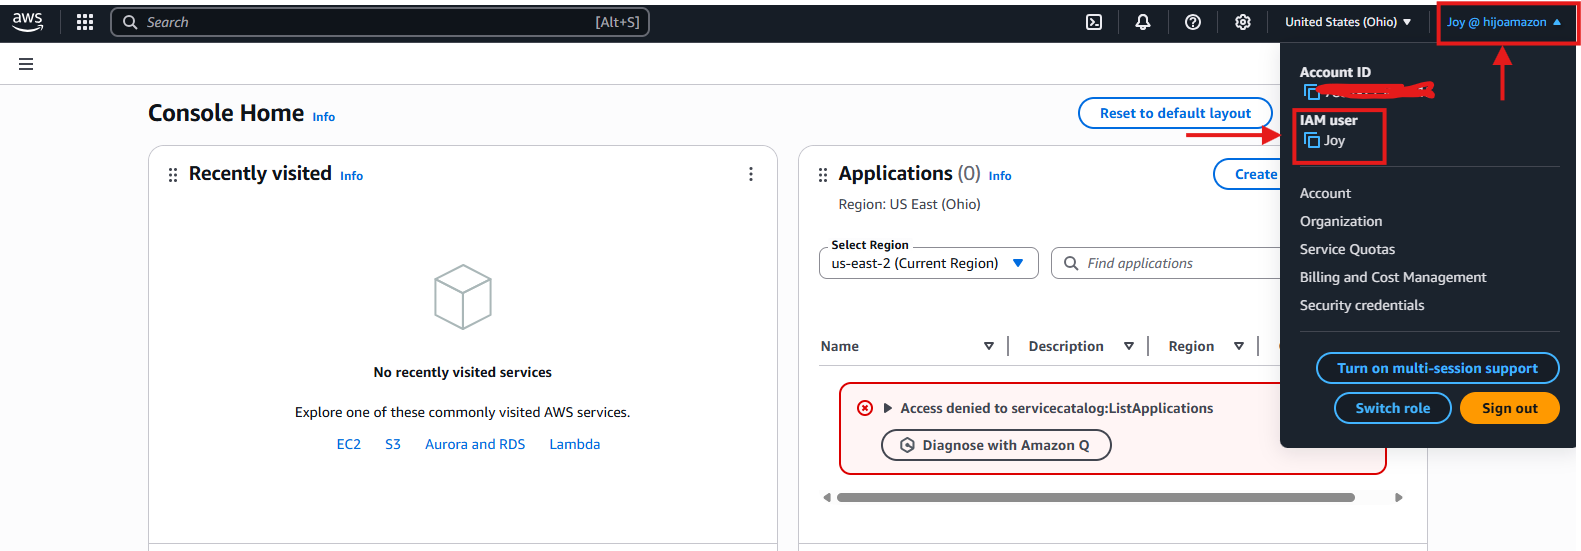 aws
Search [Alt+S]
United States (Ohio)
Joy @ hijoamazon
Account ID
IAM user
Joy
Account
Organization
Service Quotas
Billing and Cost Management
Security credentials
Turn on multi-session support
Switch role
Sign out
Console Home Info
Reset to default layout
Recently visited Info
No recently visited services
Explore one of these commonly visited AWS services.
EC2 S3 Aurora and RDS Lambda
Applications (0) Info
Create
Region: US East (Ohio)
Select Region
us-east-2 (Current Region)
Find applications
Name Description Region
Access denied to servicecatalog:ListApplications
Diagnose with Amazon Q